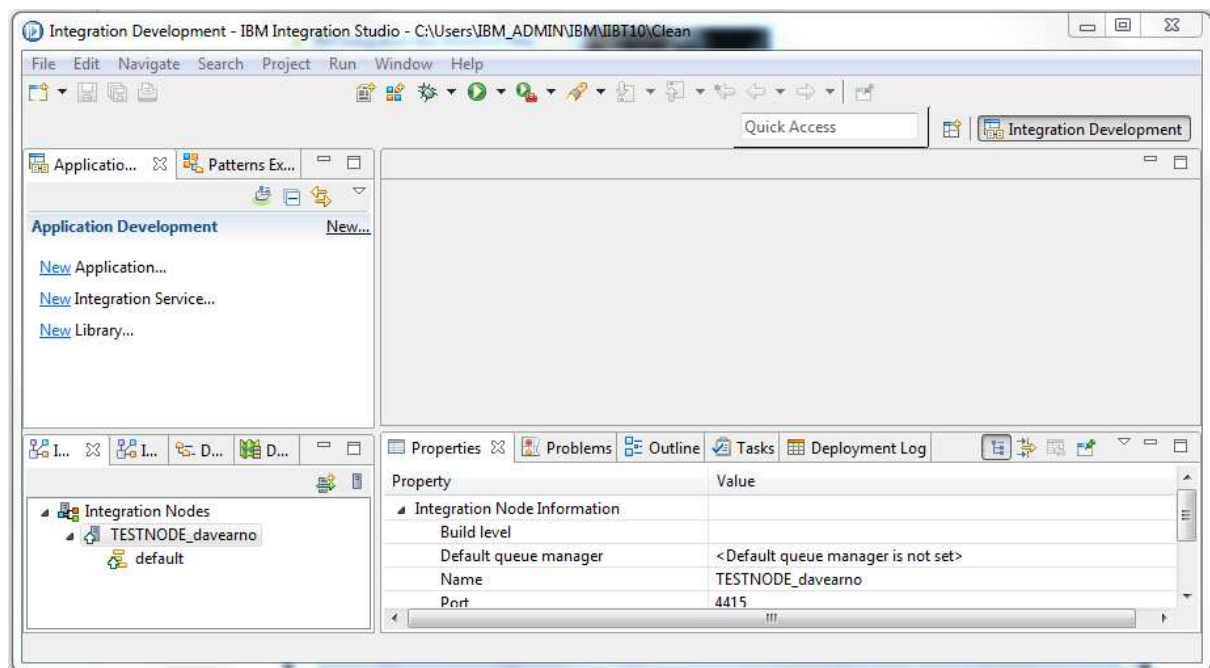 Integration Development - IBM Integration Studio - C:\Users\IBM_ADMIN\IBM\IIBT10\Clean
File Edit Navigate Search Project Run Window Help
Quick Access
Integration Development
Applicatio... Patterns Ex...
Application Development New...
New Application...
New Integration Service...
New Library...
I... I... D... D...
Integration Nodes
TESTNODE_davearno
default
Properties Problems Outline Tasks Deployment Log
Property Value
Integration Node Information
Build level
Default queue manager <Default queue manager is not set>
Name TESTNODE_davearno
Port 4415